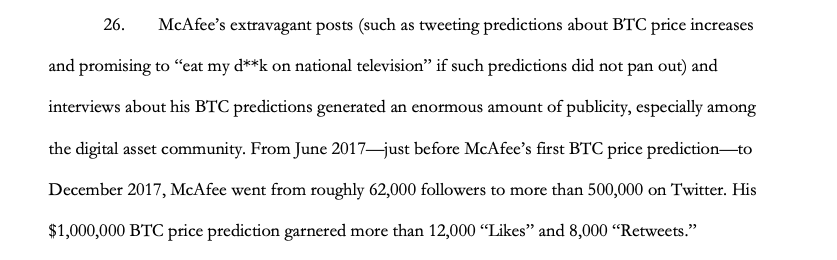 26. McAfee’s extravagant posts (such as tweeting predictions about BTC price increases
and promising to “eat my d**k on national television” if such predictions did not pan out) and
interviews about his BTC predictions generated an enormous amount of publicity, especially among
the digital asset community. From June 2017—just before McAfee’s first BTC price prediction—to
December 2017, McAfee went from roughly 62,000 followers to more than 500,000 on Twitter. His
$1,000,000 BTC price prediction garnered more than 12,000 “Likes” and 8,000 “Retweets.”